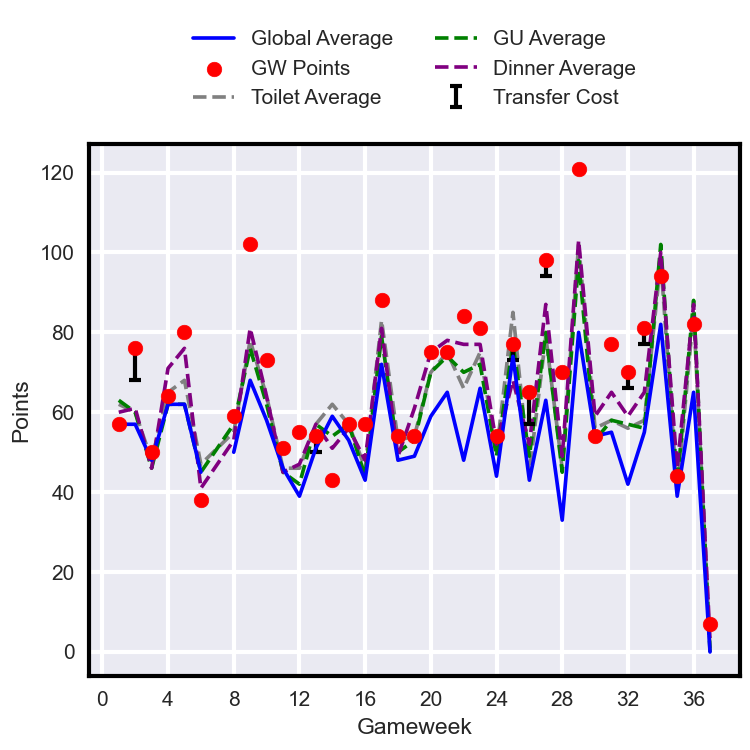 Global Average
GU Average
GW Points
Dinner Average
Toilet Average
Transfer Cost
120
100
80
60
40
20
0
Points
0 4 8 12 16 20 24 28 32 36
Gameweek